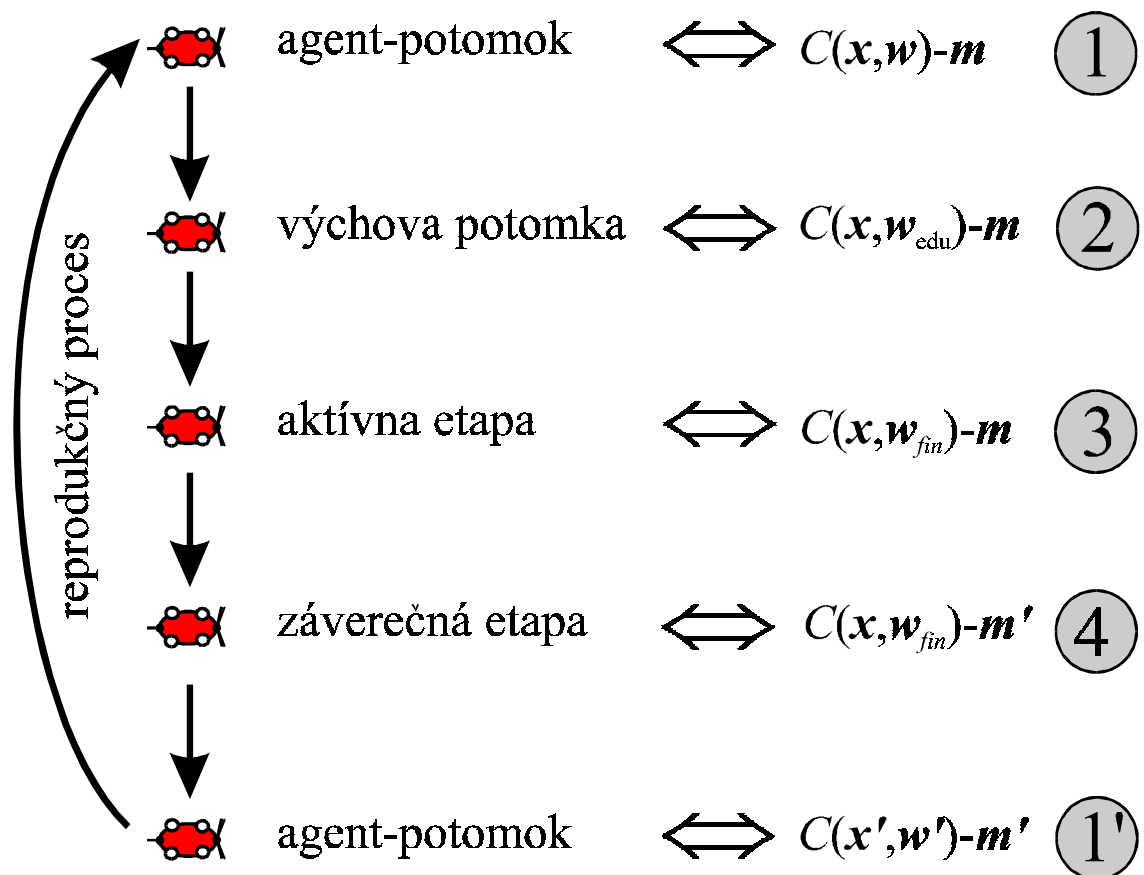 agent-potomok C(x,w)-m 1
výchova potomka C(x,w_edu)-m 2
aktívna etapa C(x,w_fin)-m 3
záverečná etapa C(x,w_fin)-m' 4
agent-potomok C(x',w')-m' 1'
reprodukčný proces